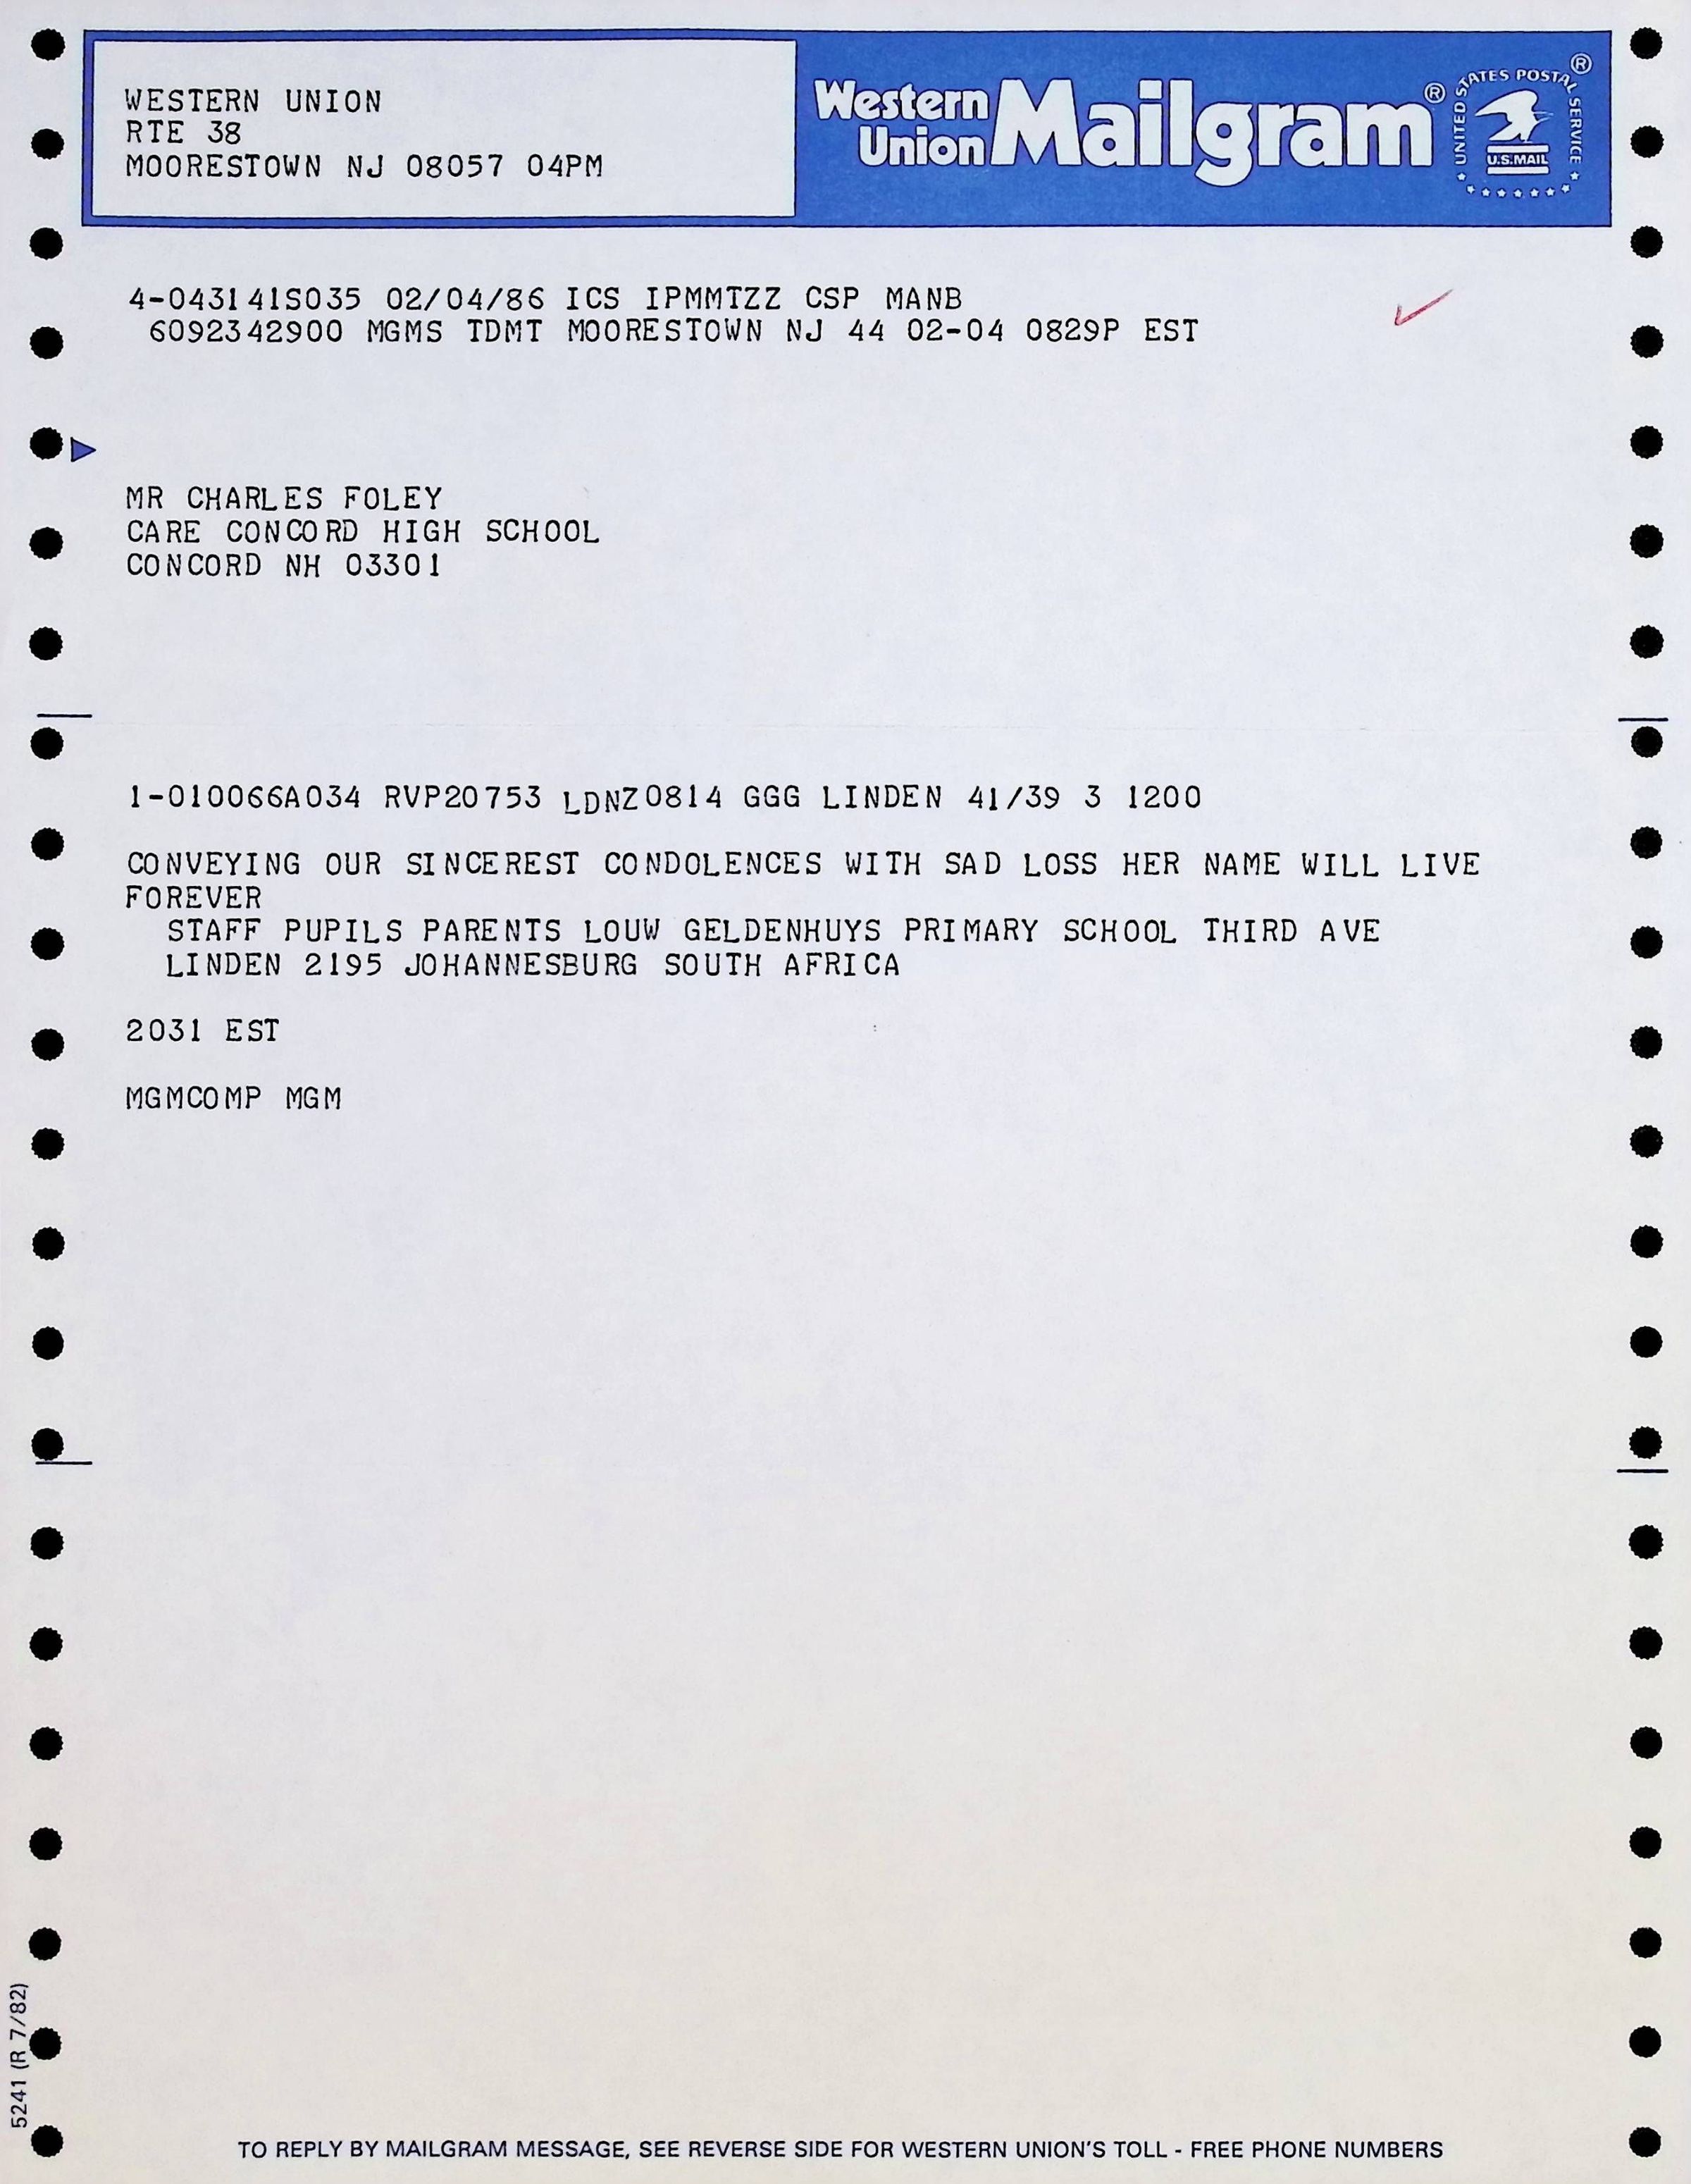 WESTERN UNION
RTE 38
MOORESTOWN NJ 08057 04PM
Western Union Mailgram®
UNITED STATES POSTAL SERVICE ®
U.S.MAIL
4-043141S035 02/04/86 ICS IPMMTZZ CSP MANB
6092342900 MGMS TDMT MOORESTOWN NJ 44 02-04 0829P EST
MR CHARLES FOLEY
CARE CONCORD HIGH SCHOOL
CONCORD NH 03301
1-010066A034 RVP20753 LDNZ0814 GGG LINDEN 41/39 3 1200
CONVEYING OUR SINCEREST CONDOLENCES WITH SAD LOSS HER NAME WILL LIVE
FOREVER
STAFF PUPILS PARENTS LOUW GELDENHUYS PRIMARY SCHOOL THIRD AVE
LINDEN 2195 JOHANNESBURG SOUTH AFRICA
2031 EST
MGMCOMP MGM
5241 (R 7/82)
TO REPLY BY MAILGRAM MESSAGE, SEE REVERSE SIDE FOR WESTERN UNION'S TOLL - FREE PHONE NUMBERS